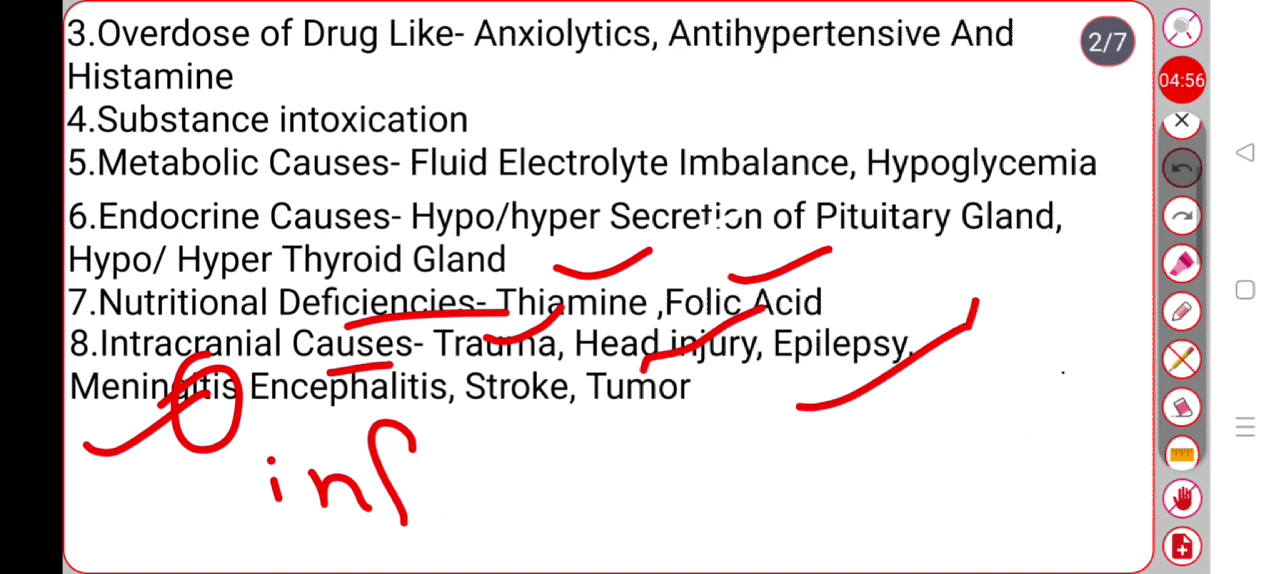 3.Overdose of Drug Like- Anxiolytics, Antihypertensive And
Histamine
4.Substance intoxication
5.Metabolic Causes- Fluid Electrolyte Imbalance, Hypoglycemia
6.Endocrine Causes- Hypo/hyper Secretion of Pituitary Gland,
Hypo/ Hyper Thyroid Gland
7.Nutritional Deficiencies- Thiamine ,Folic Acid
8.Intracranial Causes- Trauma, Head injury, Epilepsy,
Meningitis Encephalitis, Stroke, Tumor
inf
2/7
04:56